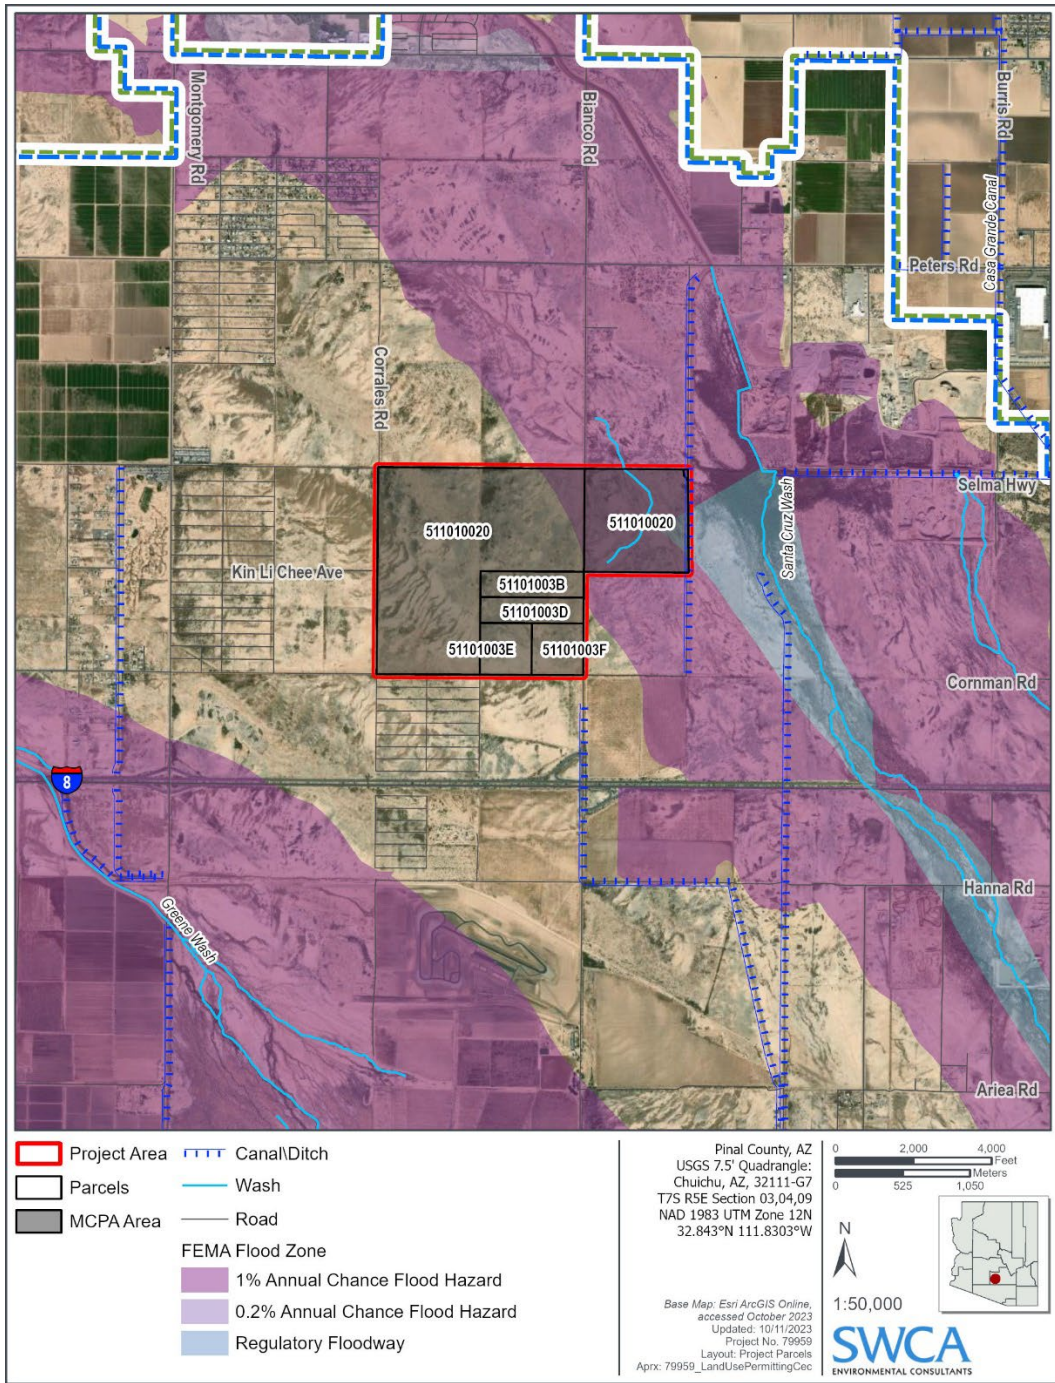 Montgomery Rd
Bianco Rd
Burris Rd
Casa Grande Canal
Peters Rd
Corrales Rd
Selma Hwy
Santa Cruz Wash
511010020
511010020
Kin Li Chee Ave
51101003B
51101003D
51101003E
51101003F
Cornman Rd
8
Hanna Rd
Greene Wash
Ariea Rd
Project Area
Parcels
MCPA Area
Canal\Ditch
Wash
Road
FEMA Flood Zone
1% Annual Chance Flood Hazard
0.2% Annual Chance Flood Hazard
Regulatory Floodway
Pinal County, AZ
USGS 7.5' Quadrangle:
Chuichu, AZ, 32111-G7
T7S R5E Section 03,04,09
NAD 1983 UTM Zone 12N
32.843°N 111.8303°W
Base Map: Esri ArcGIS Online,
accessed October 2023
Updated: 10/11/2023
Project No. 79959
Layout: Project Parcels
Aprx: 79959_LandUsePermittingCec
0 2,000 4,000
Feet
Meters
0 525 1,050
N
1:50,000
SWCA
ENVIRONMENTAL CONSULTANTS